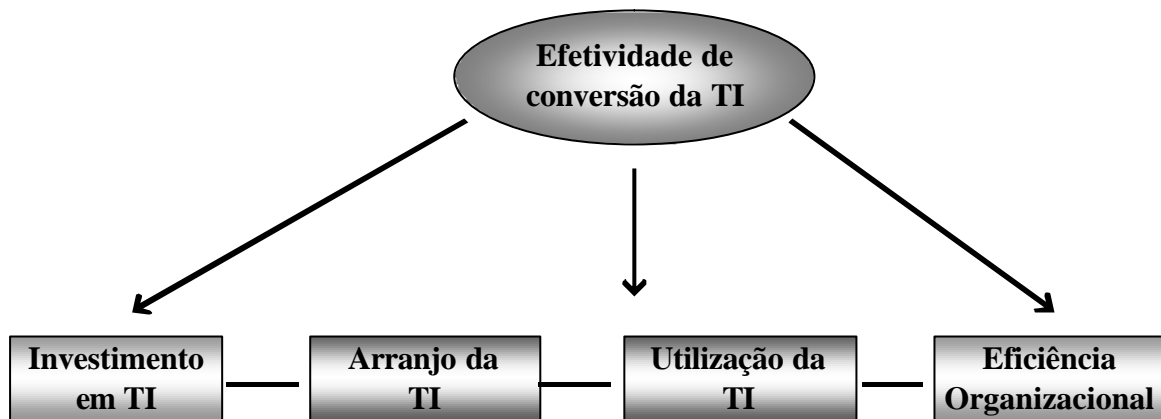 Efetividade de
conversão da TI
Investimento
em TI
Arranjo da
TI
Utilização da
TI
Eficiência
Organizacional